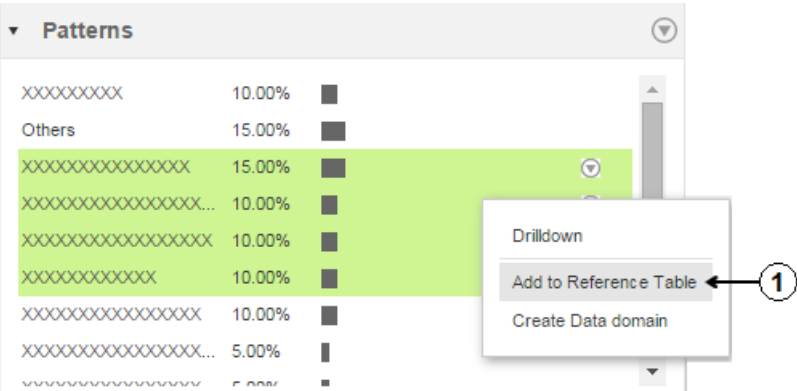 Patterns
XXXXXXXXX 10.00%
Others 15.00%
XXXXXXXXXXXXXXX 15.00%
XXXXXXXXXXXXXXXX... 10.00%
XXXXXXXXXXXXXXXXX 10.00%
XXXXXXXXXXXX 10.00%
XXXXXXXXXXXXXXXX 10.00%
XXXXXXXXXXXXXXXX... 5.00%
Drilldown
Add to Reference Table 1
Create Data domain